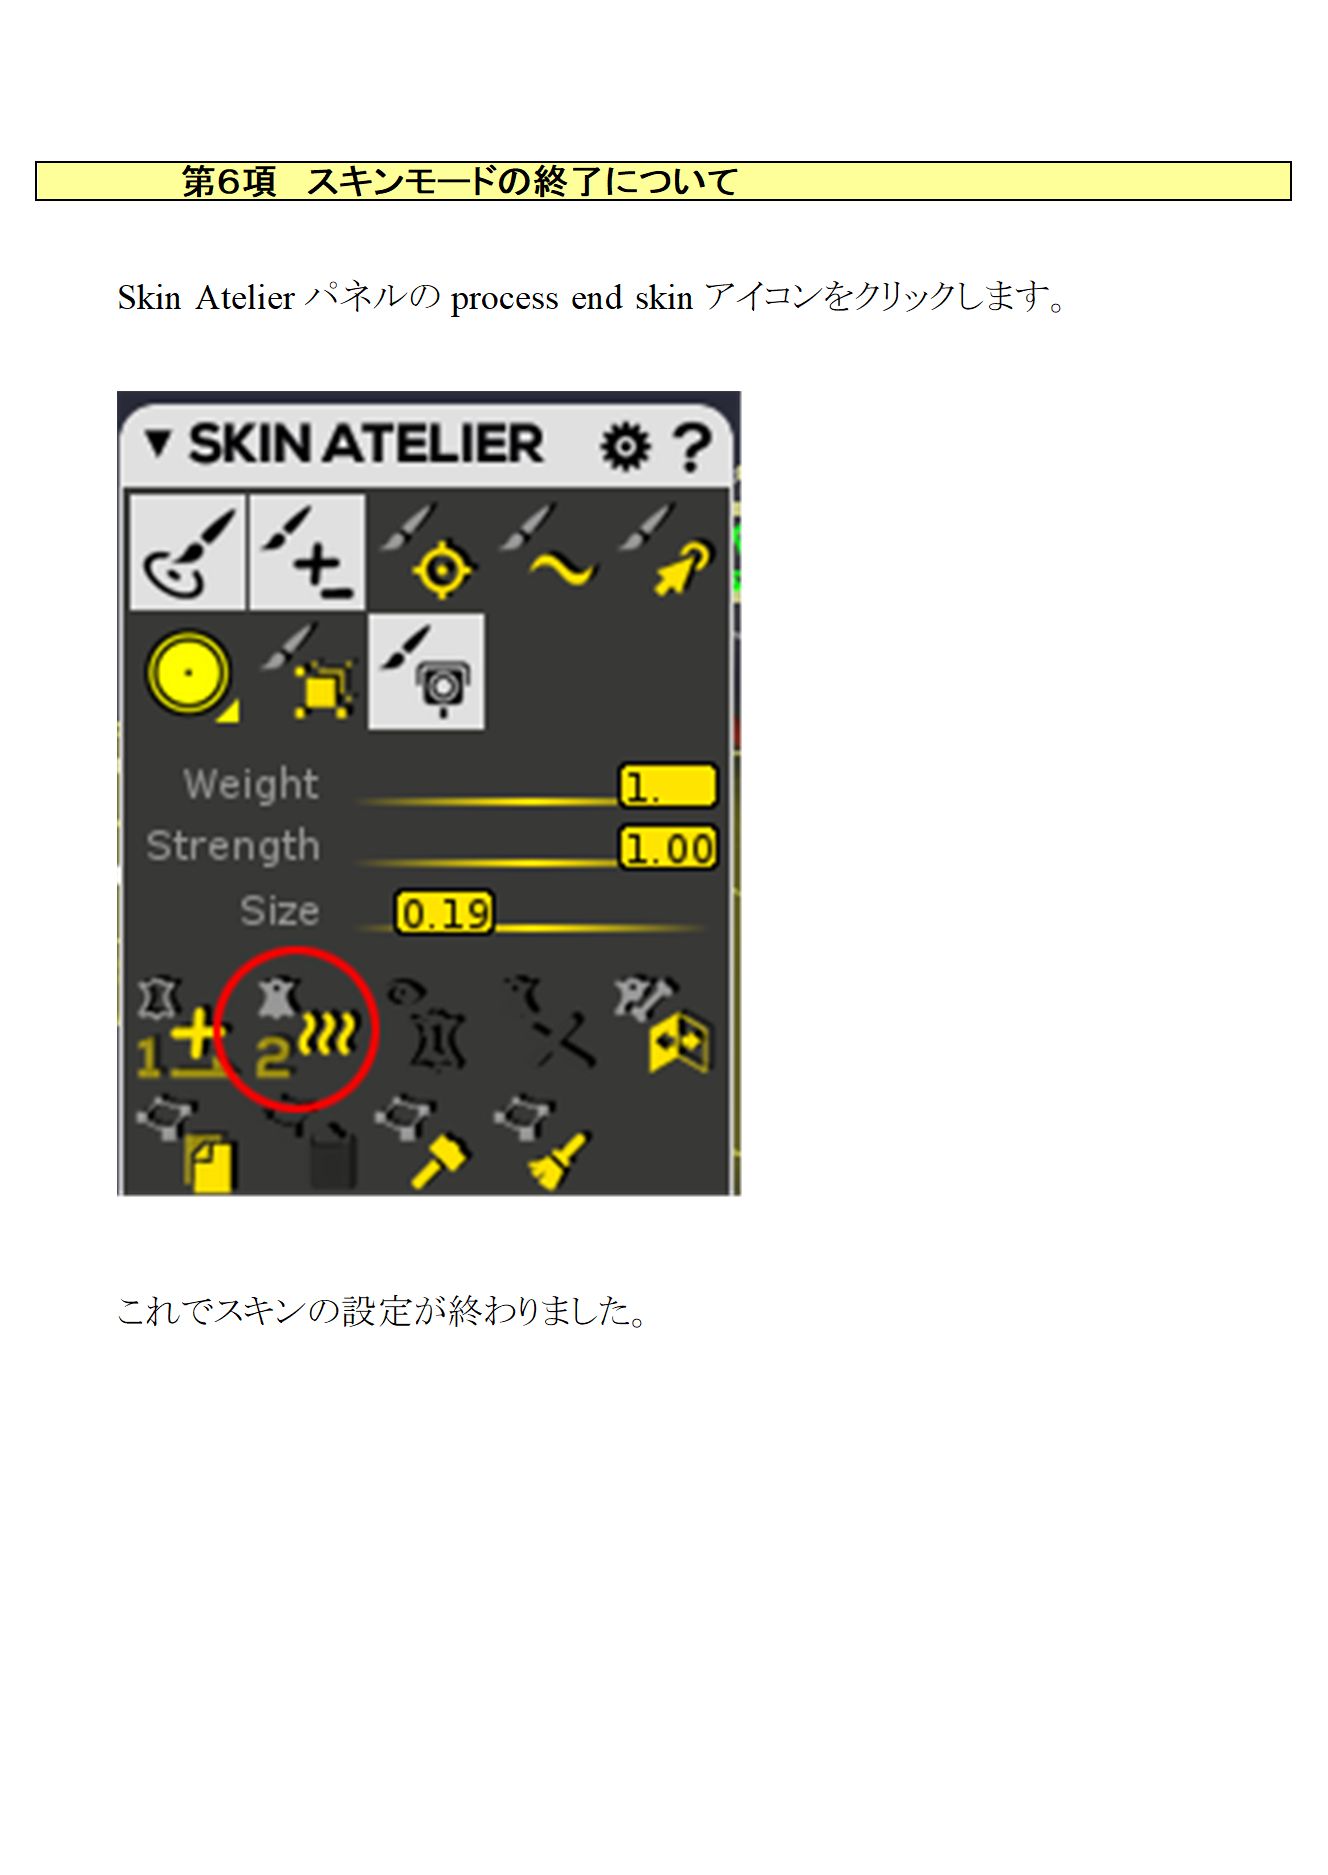 第６項　スキンモードの終了について
Skin Atelier パネルの process end skin アイコンをクリックします。
▼ SKIN ATELIER ?
Weight 1.
Strength 1.00
Size 0.19
1 2
これでスキンの設定が終わりました。